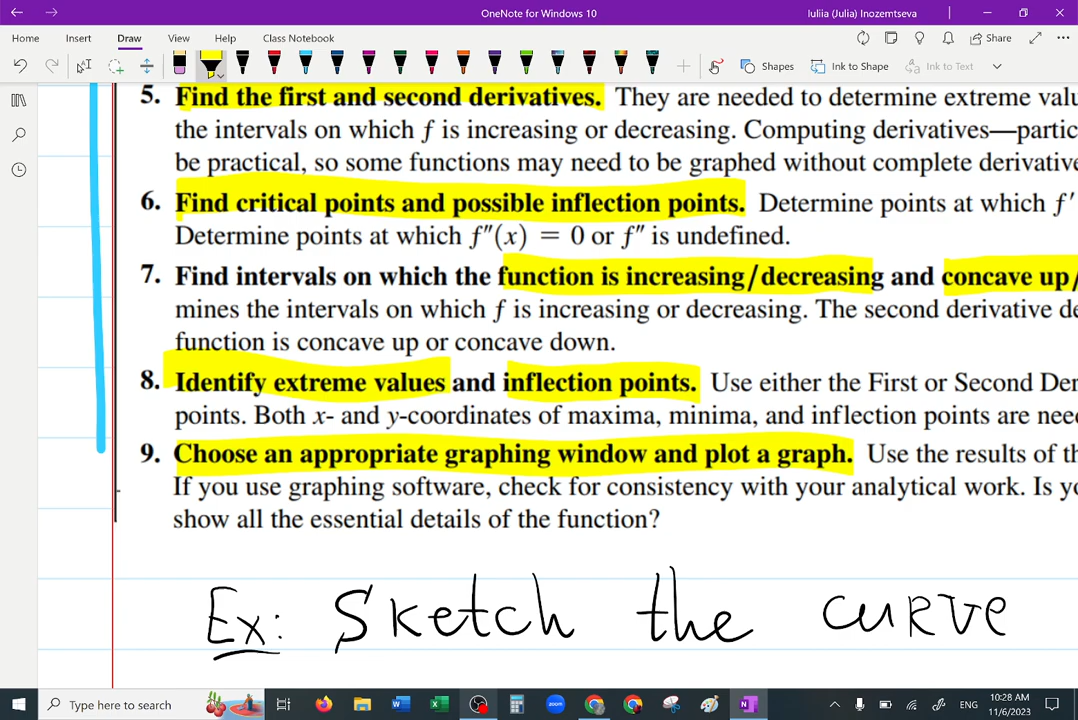 OneNote for Windows 10
Iuliia (Julia) Inozemtseva
Home Insert Draw View Help Class Notebook
Share
Shapes Ink to Shape Ink to Text
5. Find the first and second derivatives. They are needed to determine extreme valu
the intervals on which f is increasing or decreasing. Computing derivatives—partic
be practical, so some functions may need to be graphed without complete derivative
6. Find critical points and possible inflection points. Determine points at which f′
Determine points at which f″(x) = 0 or f″ is undefined.
7. Find intervals on which the function is increasing/decreasing and concave up/
mines the intervals on which f is increasing or decreasing. The second derivative de
function is concave up or concave down.
8. Identify extreme values and inflection points. Use either the First or Second Der
points. Both x- and y-coordinates of maxima, minima, and inflection points are nee
9. Choose an appropriate graphing window and plot a graph. Use the results of th
If you use graphing software, check for consistency with your analytical work. Is yo
show all the essential details of the function?
Ex: Sketch the curve
Type here to search
zoom
ENG
10:28 AM
11/6/2023